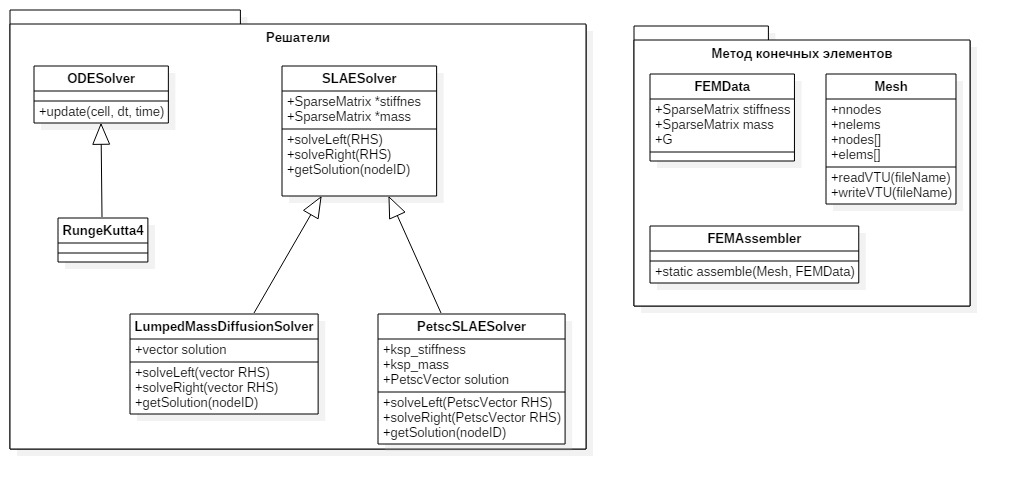 Решатели
ODESolver
+update(cell, dt, time)
RungeKutta4
SLAESolver
+SparseMatrix *stiffnes
+SparseMatrix *mass
+solveLeft(RHS)
+solveRight(RHS)
+getSolution(nodeID)
LumpedMassDiffusionSolver
+vector solution
+solveLeft(vector RHS)
+solveRight(vector RHS)
+getSolution(nodeID)
PetscSLAESolver
+ksp_stiffness
+ksp_mass
+PetscVector solution
+solveLeft(PetscVector RHS)
+solveRight(PetscVector RHS)
+getSolution(nodeID)
Метод конечных элементов
FEMData
+SparseMatrix stiffness
+SparseMatrix mass
+G
Mesh
+nnodes
+nelems
+nodes[]
+elems[]
+readVTU(fileName)
+writeVTU(fileName)
FEMAssembler
+static assemble(Mesh, FEMData)